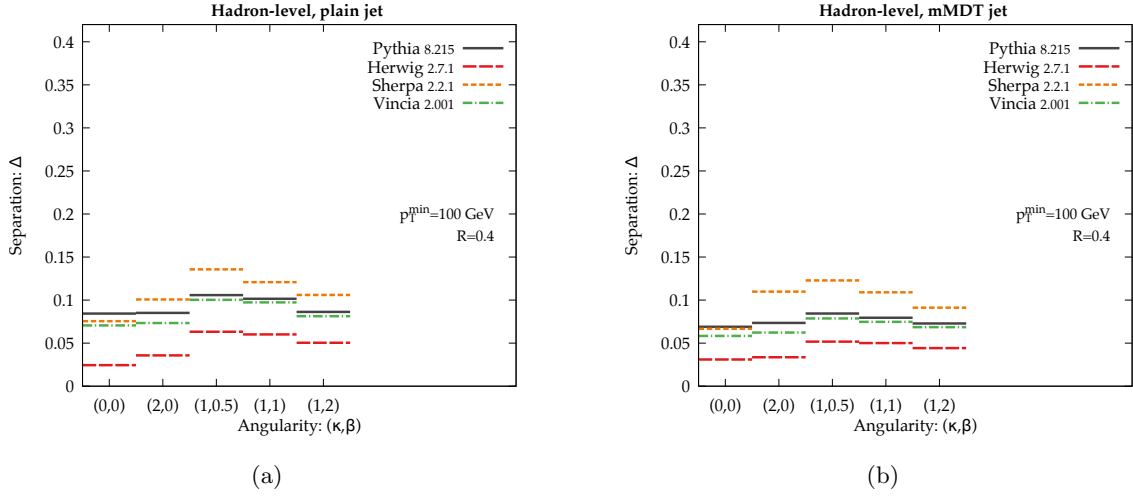 Hadron-level, plain jet
0.4
0.35
0.3
0.25
0.2
0.15
0.1
0.05
0
Separation: Δ
Pythia 8.215
Herwig 2.7.1
Sherpa 2.2.1
Vincia 2.001
p_T^min=100 GeV
R=0.4
(0,0) (2,0) (1,0.5) (1,1) (1,2)
Angularity: (κ,β)
(a)
Hadron-level, mMDT jet
0.4
0.35
0.3
0.25
0.2
0.15
0.1
0.05
0
Separation: Δ
Pythia 8.215
Herwig 2.7.1
Sherpa 2.2.1
Vincia 2.001
p_T^min=100 GeV
R=0.4
(0,0) (2,0) (1,0.5) (1,1) (1,2)
Angularity: (κ,β)
(b)